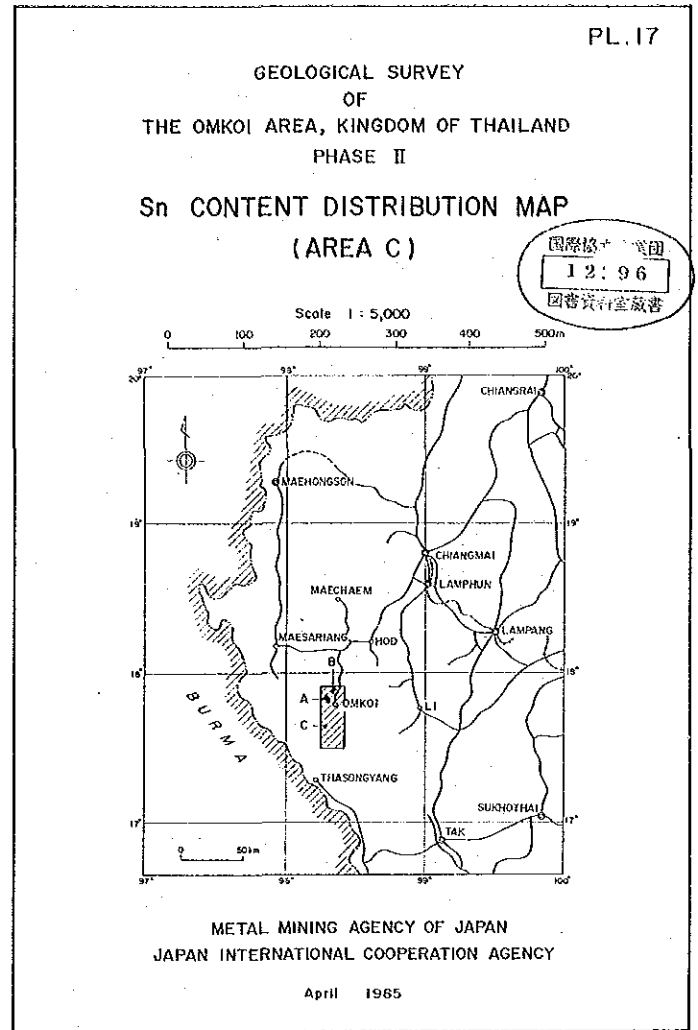 PL.17
GEOLOGICAL SURVEY
OF
THE OMKOI AREA, KINGDOM OF THAILAND
PHASE II
Sn CONTENT DISTRIBUTION MAP
(AREA C)
国際協
12. 96
図書資料室蔵書
Scale 1 : 5,000
0 100 200 300 400 500m
97° 98° 99° 100°
20° 20°
CHIANGRAI
MAEHONGSON
19° 19°
CHIANGMAI
LAMPHUN
MAECHAEM
MAESARIANG HOD LAMPANG
18° 18°
B
A OMKOI LI
C
BURMA
THASONGYANG
SUKHOTHAI
17° 17°
TAK
0 50km
97° 98° 99° 100°
METAL MINING AGENCY OF JAPAN
JAPAN INTERNATIONAL COOPERATION AGENCY
April 1985